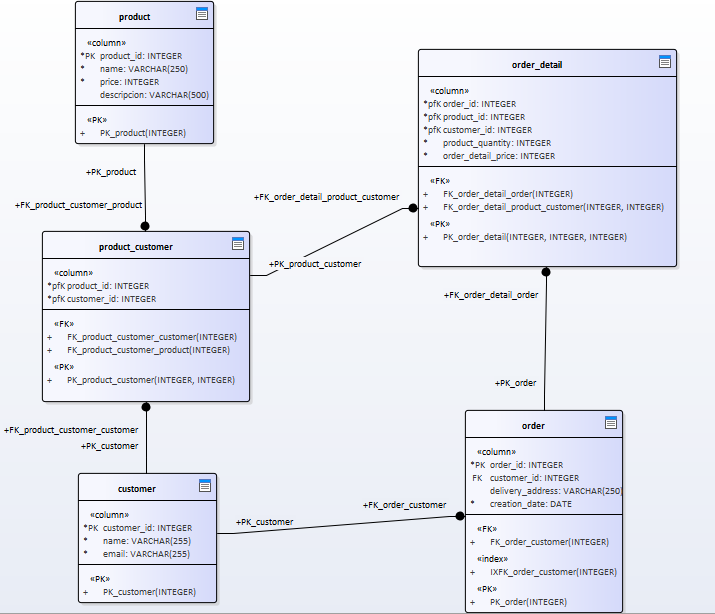 product
«column»
*PK product_id: INTEGER
* name: VARCHAR(250)
* price: INTEGER
descripcion: VARCHAR(500)
«PK»
+ PK_product(INTEGER)
+PK_product
+FK_product_customer_product
product_customer
«column»
*pfK product_id: INTEGER
*pfK customer_id: INTEGER
«FK»
+ FK_product_customer_customer(INTEGER)
+ FK_product_customer_product(INTEGER)
«PK»
+ PK_product_customer(INTEGER, INTEGER)
+FK_product_customer_customer
+PK_customer
customer
«column»
*PK customer_id: INTEGER
* name: VARCHAR(255)
* email: VARCHAR(255)
«PK»
+ PK_customer(INTEGER)
+FK_order_detail_product_customer
+PK_product_customer
order_detail
«column»
*pfK order_id: INTEGER
*pfK product_id: INTEGER
*pfK customer_id: INTEGER
* product_quantity: INTEGER
* order_detail_price: INTEGER
«FK»
+ FK_order_detail_order(INTEGER)
+ FK_order_detail_product_customer(INTEGER, INTEGER)
«PK»
+ PK_order_detail(INTEGER, INTEGER, INTEGER)
+FK_order_detail_order
+PK_order
+FK_order_customer
+PK_customer
order
«column»
*PK order_id: INTEGER
FK customer_id: INTEGER
delivery_address: VARCHAR(250)
* creation_date: DATE
«FK»
+ FK_order_customer(INTEGER)
«index»
+ IXFK_order_customer(INTEGER)
«PK»
+ PK_order(INTEGER)